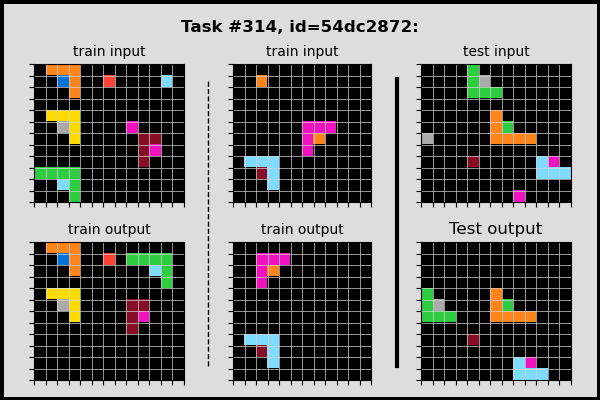 Task #314, id=54dc2872:
train input
train input
test input
train output
train output
Test output